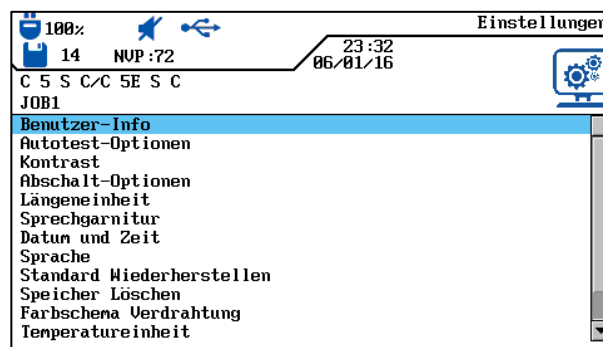 100% Einstellungen
14 NVP:72 23:32
06/01/16
C 5 S C/C 5E S C
JOB1
Benutzer-Info
Autotest-Optionen
Kontrast
Abschalt-Optionen
Längeneinheit
Sprechgarnitur
Datum und Zeit
Sprache
Standard Wiederherstellen
Speicher Löschen
Farbschema Verdrahtung
Temperatureinheit